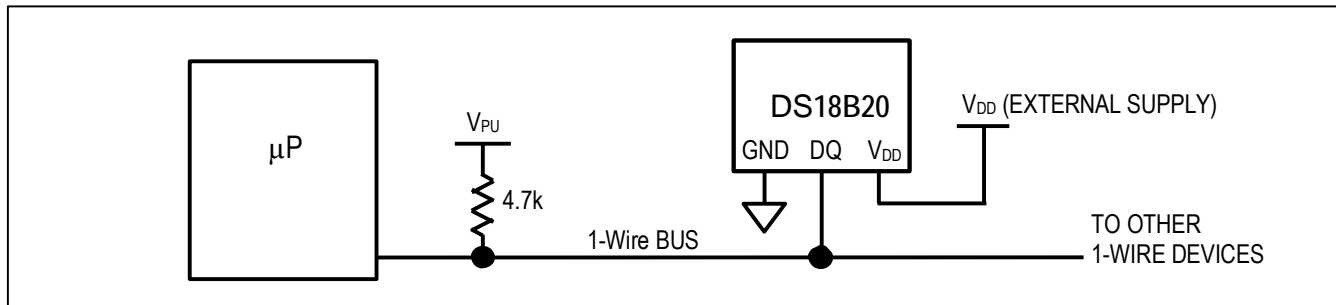 μP
V_PU
4.7k
1-Wire BUS
DS18B20
GND DQ V_DD
V_DD (EXTERNAL SUPPLY)
TO OTHER
1-WIRE DEVICES